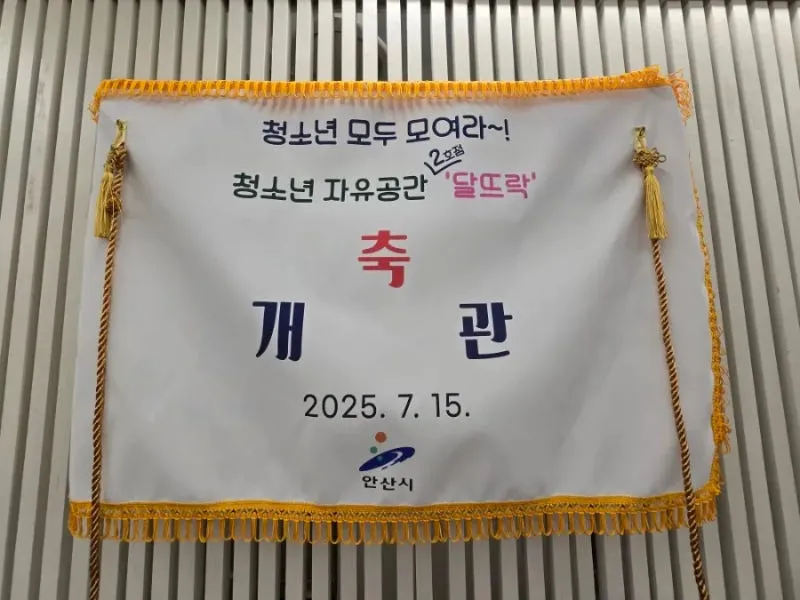 청소년 모두 모여라~!
2호점
청소년 자유공간 '달뜨락'
축
개 관
2025. 7. 15.
안산시